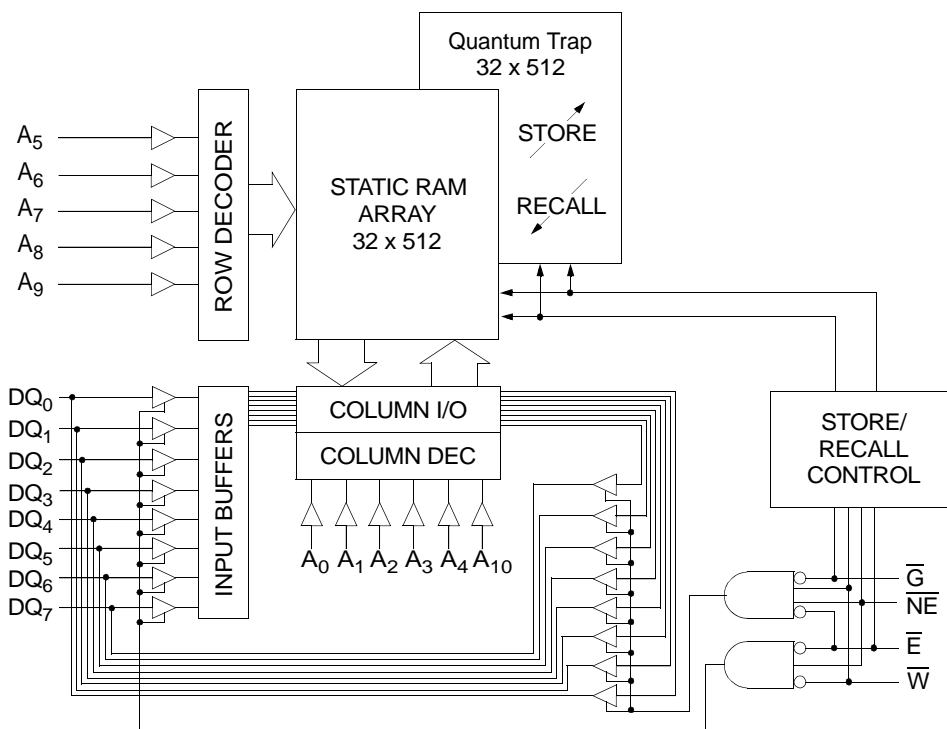 Quantum Trap
32 x 512
STORE
RECALL
STATIC RAM
ARRAY
32 x 512
ROW DECODER
A5
A6
A7
A8
A9
DQ0
DQ1
DQ2
DQ3
DQ4
DQ5
DQ6
DQ7
INPUT BUFFERS
COLUMN I/O
COLUMN DEC
A0 A1 A2 A3 A4 A10
STORE/
RECALL
CONTROL
G̅
N̅E̅
E̅
W̅